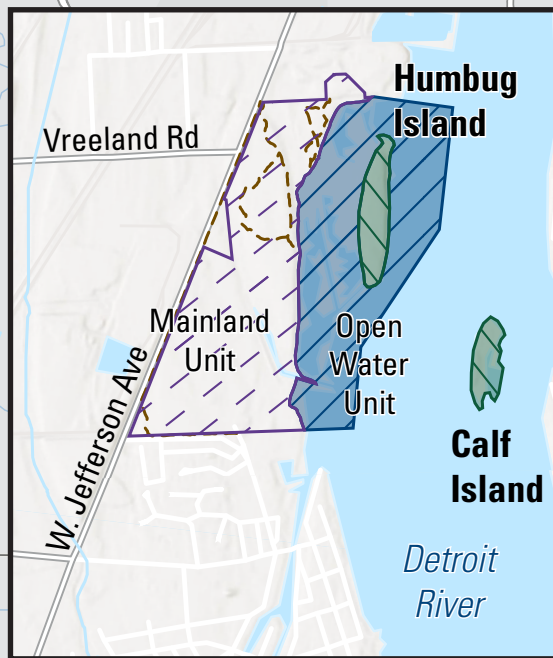 Humbug
Island
Vreeland Rd
Mainland
Unit
Open
Water
Unit
W. Jefferson Ave
Calf
Island
Detroit
River